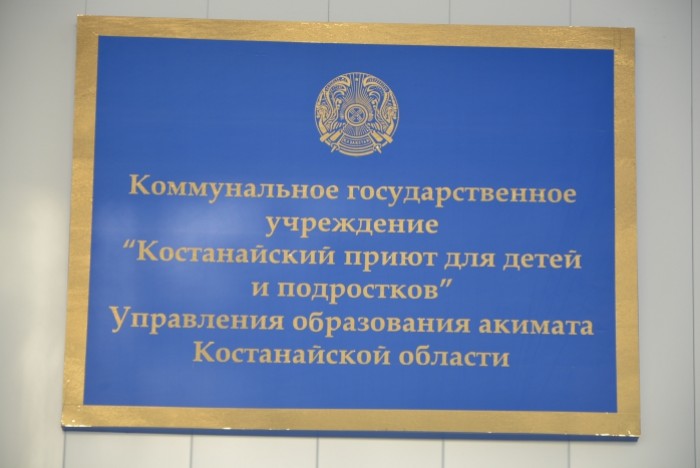 Коммунальное государственное
учреждение
“Костанайский приют для детей
и подростков”
Управления образования акимата
Костанайской области